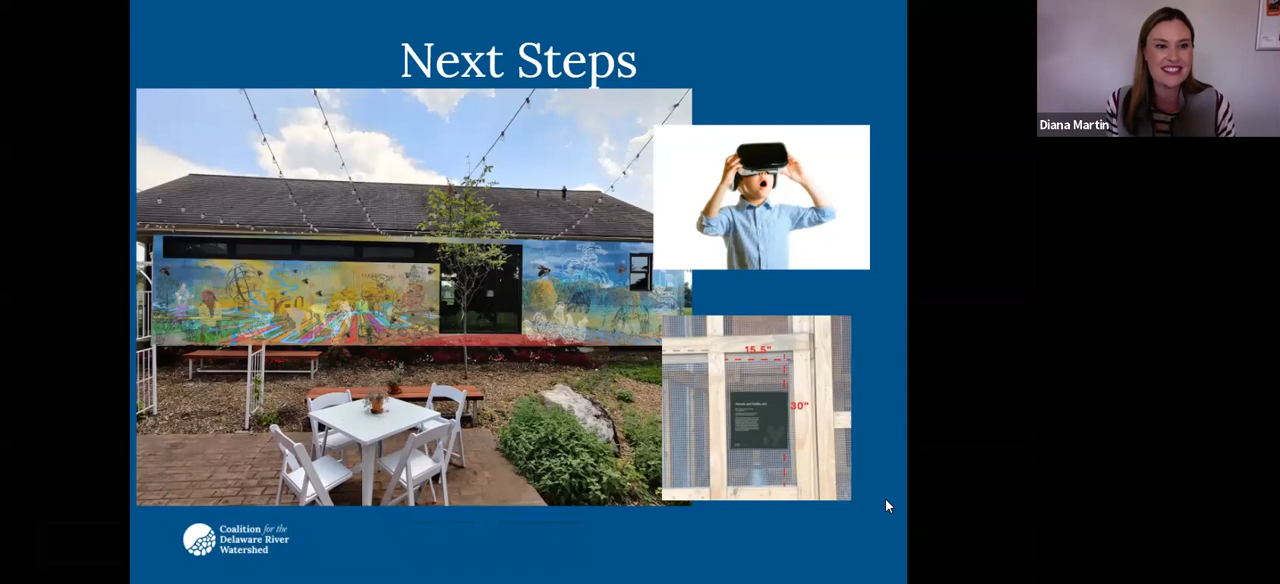 Next Steps
Diana Martin
15.5"
30"
Coalition for the
Delaware River
Watershed